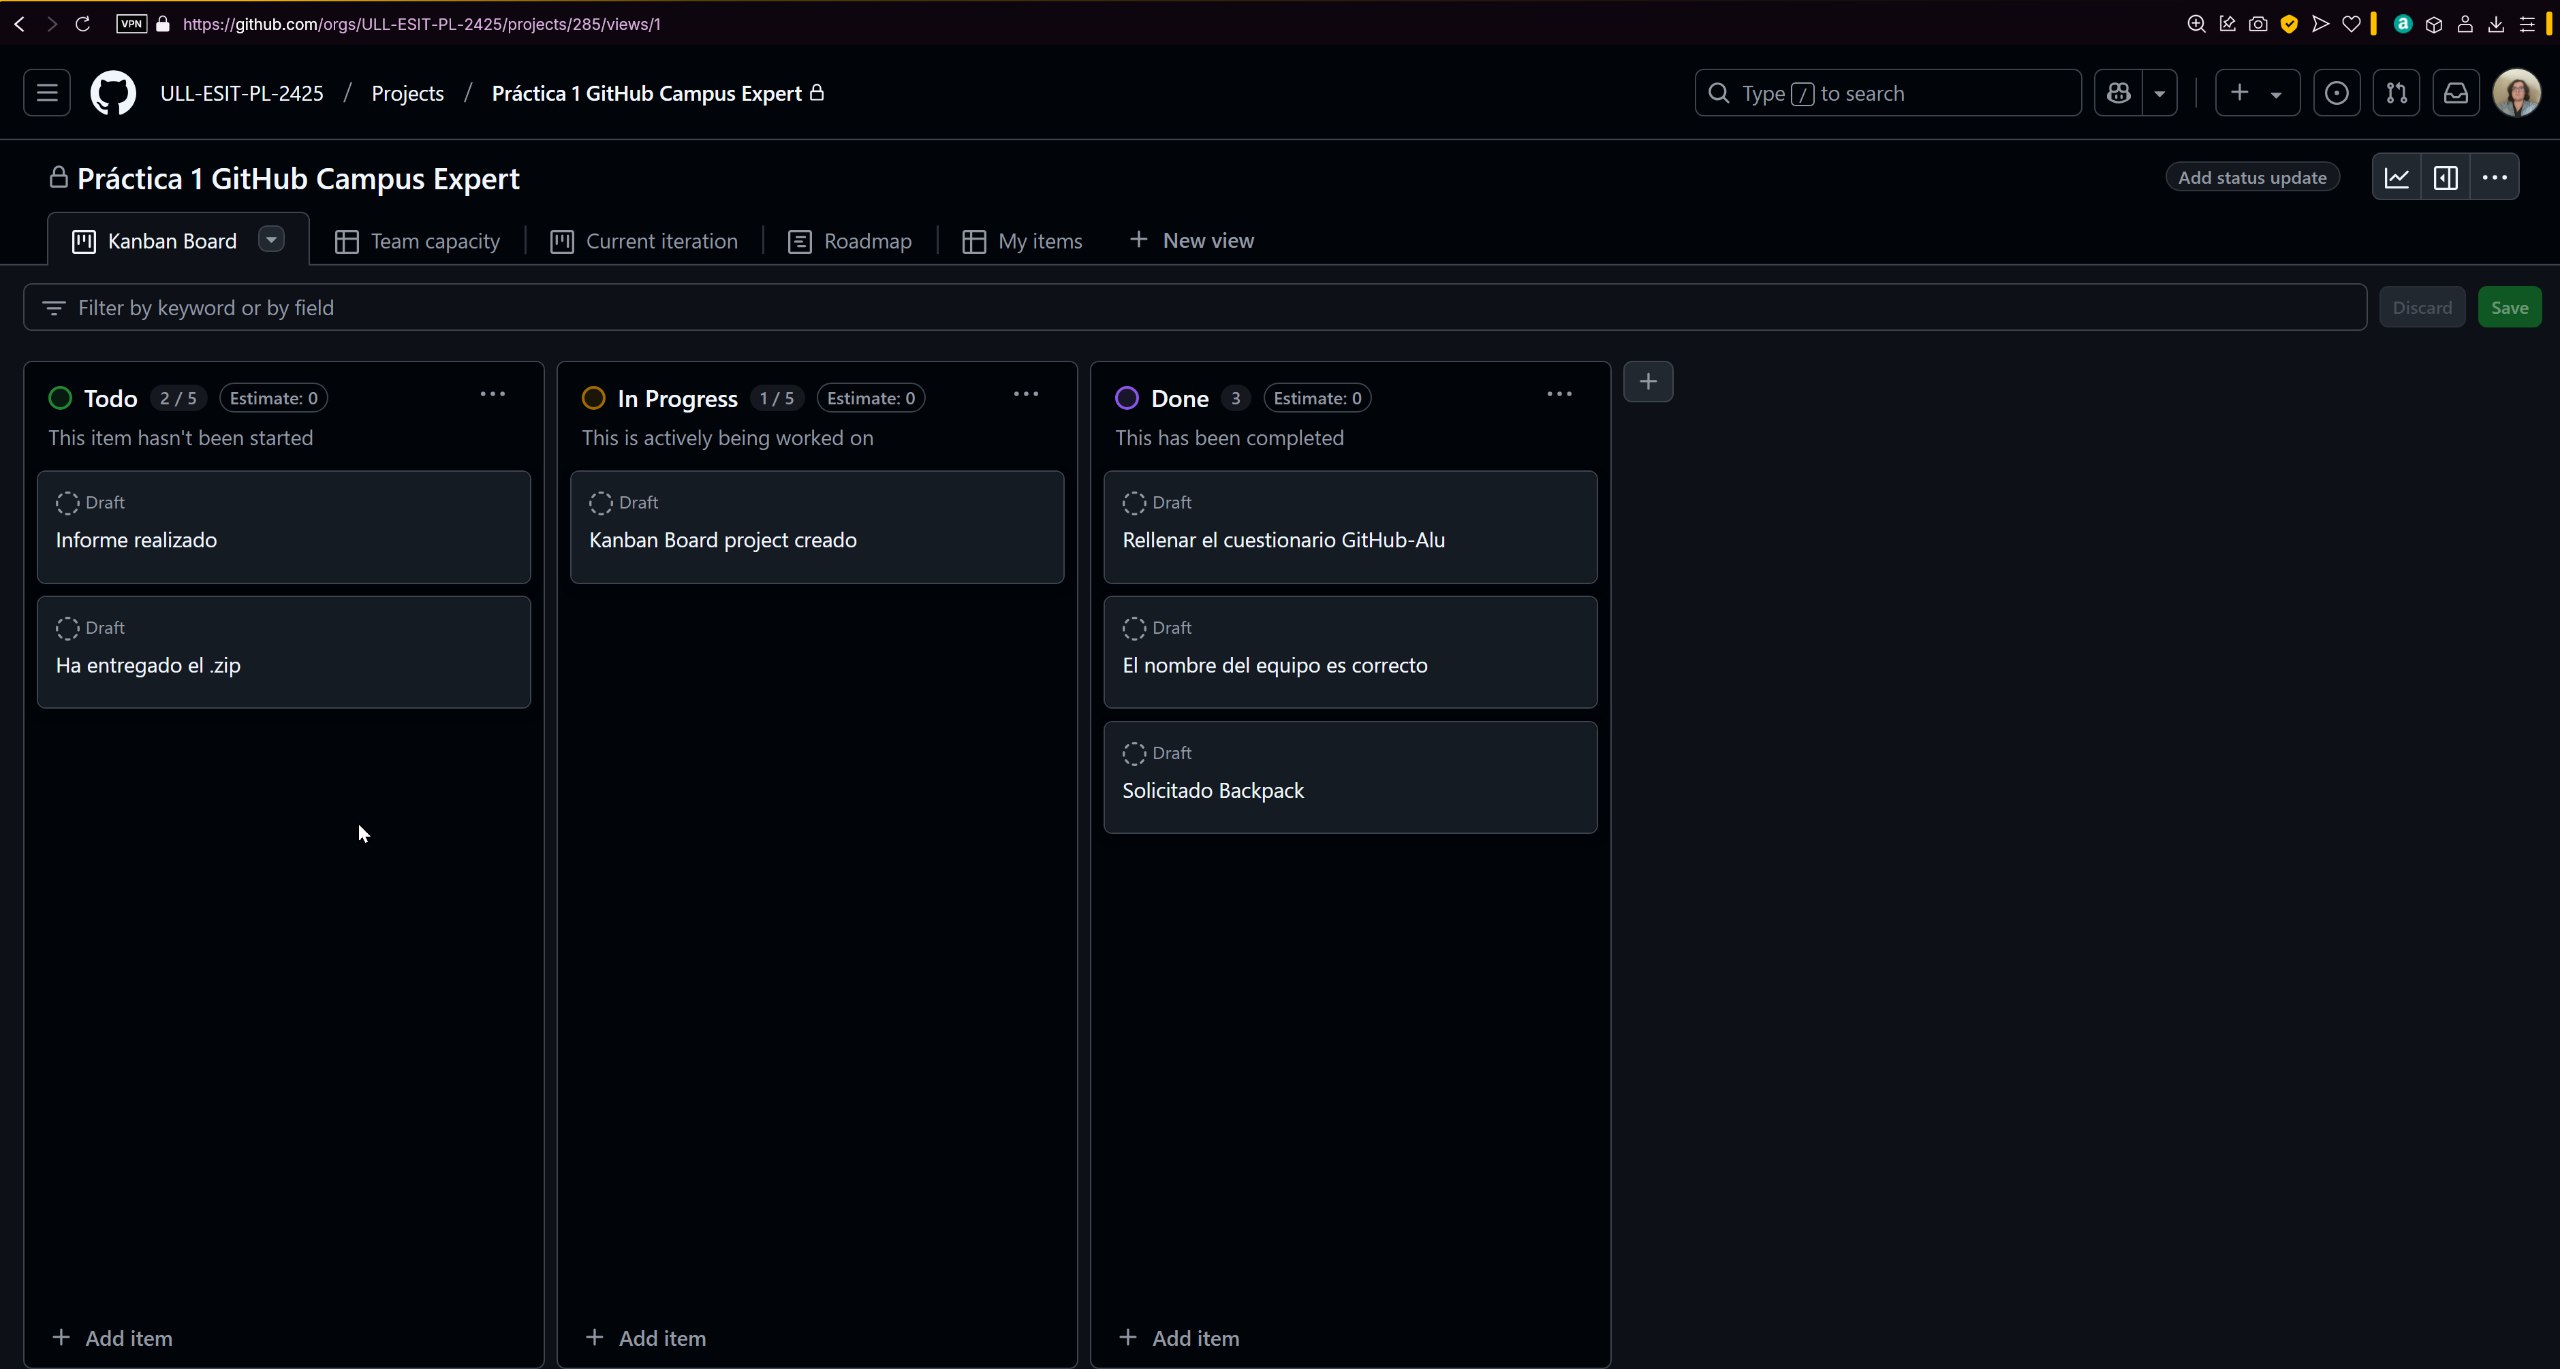 VPN https://github.com/orgs/ULL-ESIT-PL-2425/projects/285/views/1
ULL-ESIT-PL-2425 / Projects / Práctica 1 GitHub Campus Expert
Type / to search
Práctica 1 GitHub Campus Expert
Add status update
Kanban Board
Team capacity
Current iteration
Roadmap
My items
+ New view
Filter by keyword or by field
Discard
Save
Todo 2 / 5 Estimate: 0
This item hasn't been started
Draft
Informe realizado
Draft
Ha entregado el .zip
+ Add item
In Progress 1 / 5 Estimate: 0
This is actively being worked on
Draft
Kanban Board project creado
+ Add item
Done 3 Estimate: 0
This has been completed
Draft
Rellenar el cuestionario GitHub-Alu
Draft
El nombre del equipo es correcto
Draft
Solicitado Backpack
+ Add item